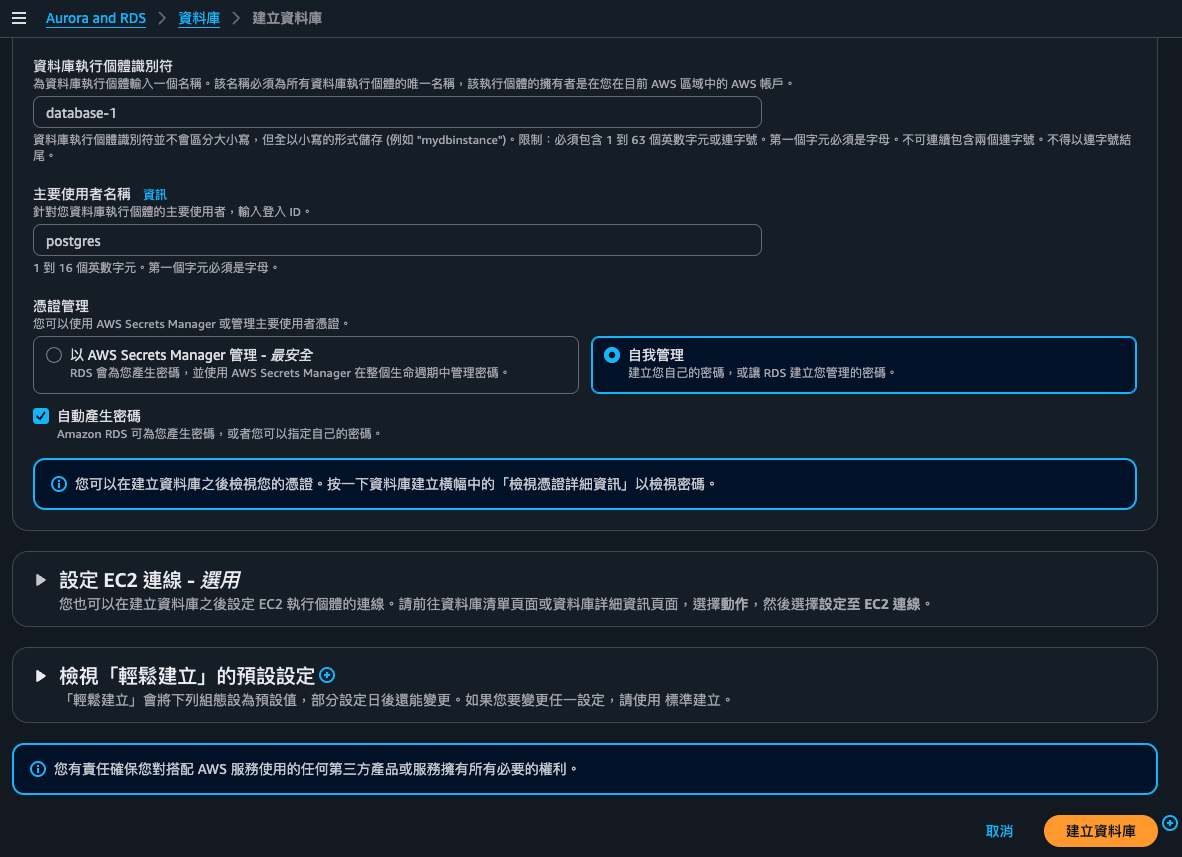 Aurora and RDS > 資料庫 > 建立資料庫
資料庫執行個體識別符
為資料庫執行個體輸入一個名稱。該名稱必須為所有資料庫執行個體的唯一名稱，該執行個體的擁有者是在您在目前 AWS 區域中的 AWS 帳戶。
database-1
資料庫執行個體識別符並不會區分大小寫，但全以小寫的形式儲存 (例如 "mydbinstance")。限制：必須包含 1 到 63 個英數字元或連字號。第一個字元必須是字母。不可連續包含兩個連字號。不得以連字號結
尾。
主要使用者名稱 資訊
針對您資料庫執行個體的主要使用者，輸入登入 ID。
postgres
1 到 16 個英數字元。第一個字元必須是字母。
憑證管理
您可以使用 AWS Secrets Manager 或管理主要使用者憑證。
以 AWS Secrets Manager 管理 - 最安全
RDS 會為您產生密碼，並使用 AWS Secrets Manager 在整個生命週期中管理密碼。
自我管理
建立您自己的密碼，或讓 RDS 建立您管理的密碼。
自動產生密碼
Amazon RDS 可為您產生密碼，或者您可以指定自己的密碼。
您可以在建立資料庫之後檢視您的憑證。按一下資料庫建立橫幅中的「檢視憑證詳細資訊」以檢視密碼。
設定 EC2 連線 - 選用
您也可以在建立資料庫之後設定 EC2 執行個體的連線。請前往資料庫清單頁面或資料庫詳細資訊頁面，選擇動作，然後選擇設定至 EC2 連線。
檢視「輕鬆建立」的預設設定
「輕鬆建立」會將下列組態設為預設值，部分設定日後還能變更。如果您要變更任一設定，請使用 標準建立。
您有責任確保您對搭配 AWS 服務使用的任何第三方產品或服務擁有所有必要的權利。
取消
建立資料庫